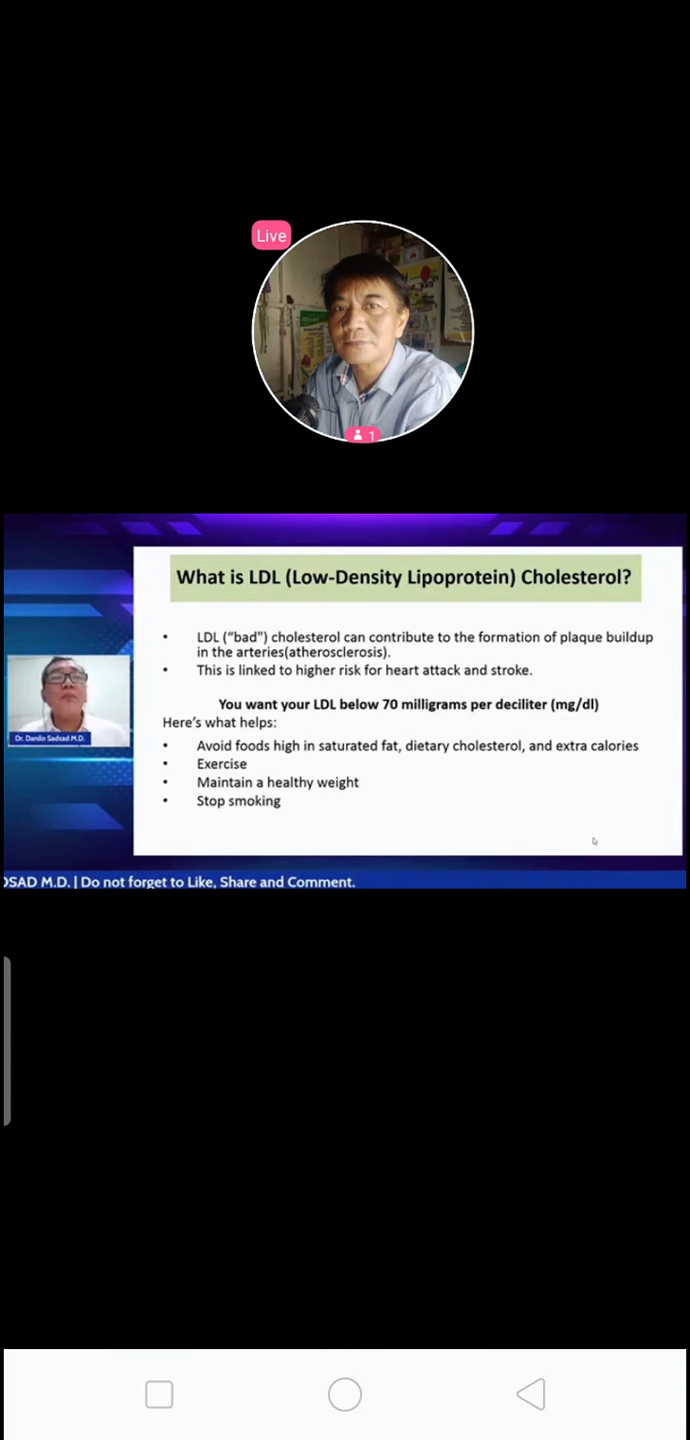 Live
1
What is LDL (Low-Density Lipoprotein) Cholesterol?
• LDL (“bad") cholesterol can contribute to the formation of plaque buildup
in the arteries(atherosclerosis).
• This is linked to higher risk for heart attack and stroke.
You want your LDL below 70 milligrams per deciliter (mg/dl)
Here's what helps:
• Avoid foods high in saturated fat, dietary cholesterol, and extra calories
• Exercise
• Maintain a healthy weight
• Stop smoking
Dr. Danilo Sadsad M.D.
OSAD M.D. | Do not forget to Like, Share and Comment.